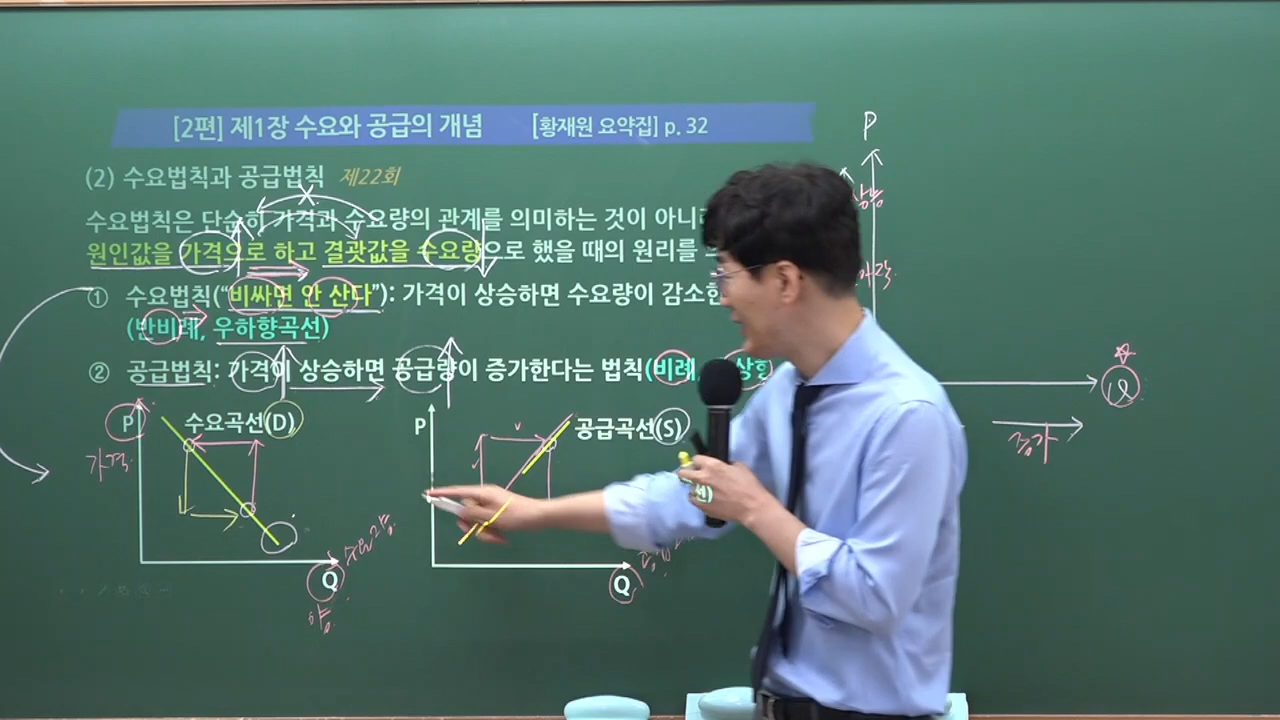 [2편] 제1장 수요와 공급의 개념 [황재원 요약집] p. 32
(2) 수요법칙과 공급법칙 제22회
수요법칙은 단순히 가격과 수요량의 관계를 의미하는 것이
원인값을 가격으로 하고 결괏값을 수요량으로 했을 때의 원리를
① 수요법칙("비싸면 안 산다"): 가격이 상승하면 수요량이
(반비례, 우하향곡선)
② 공급법칙: 가격이 상승하면 공급량이 증가한다는 법칙(비례,
P 수요곡선(D)
가격
Q
수요량
양
P 공급곡선(S)
Q
P
Q
증가